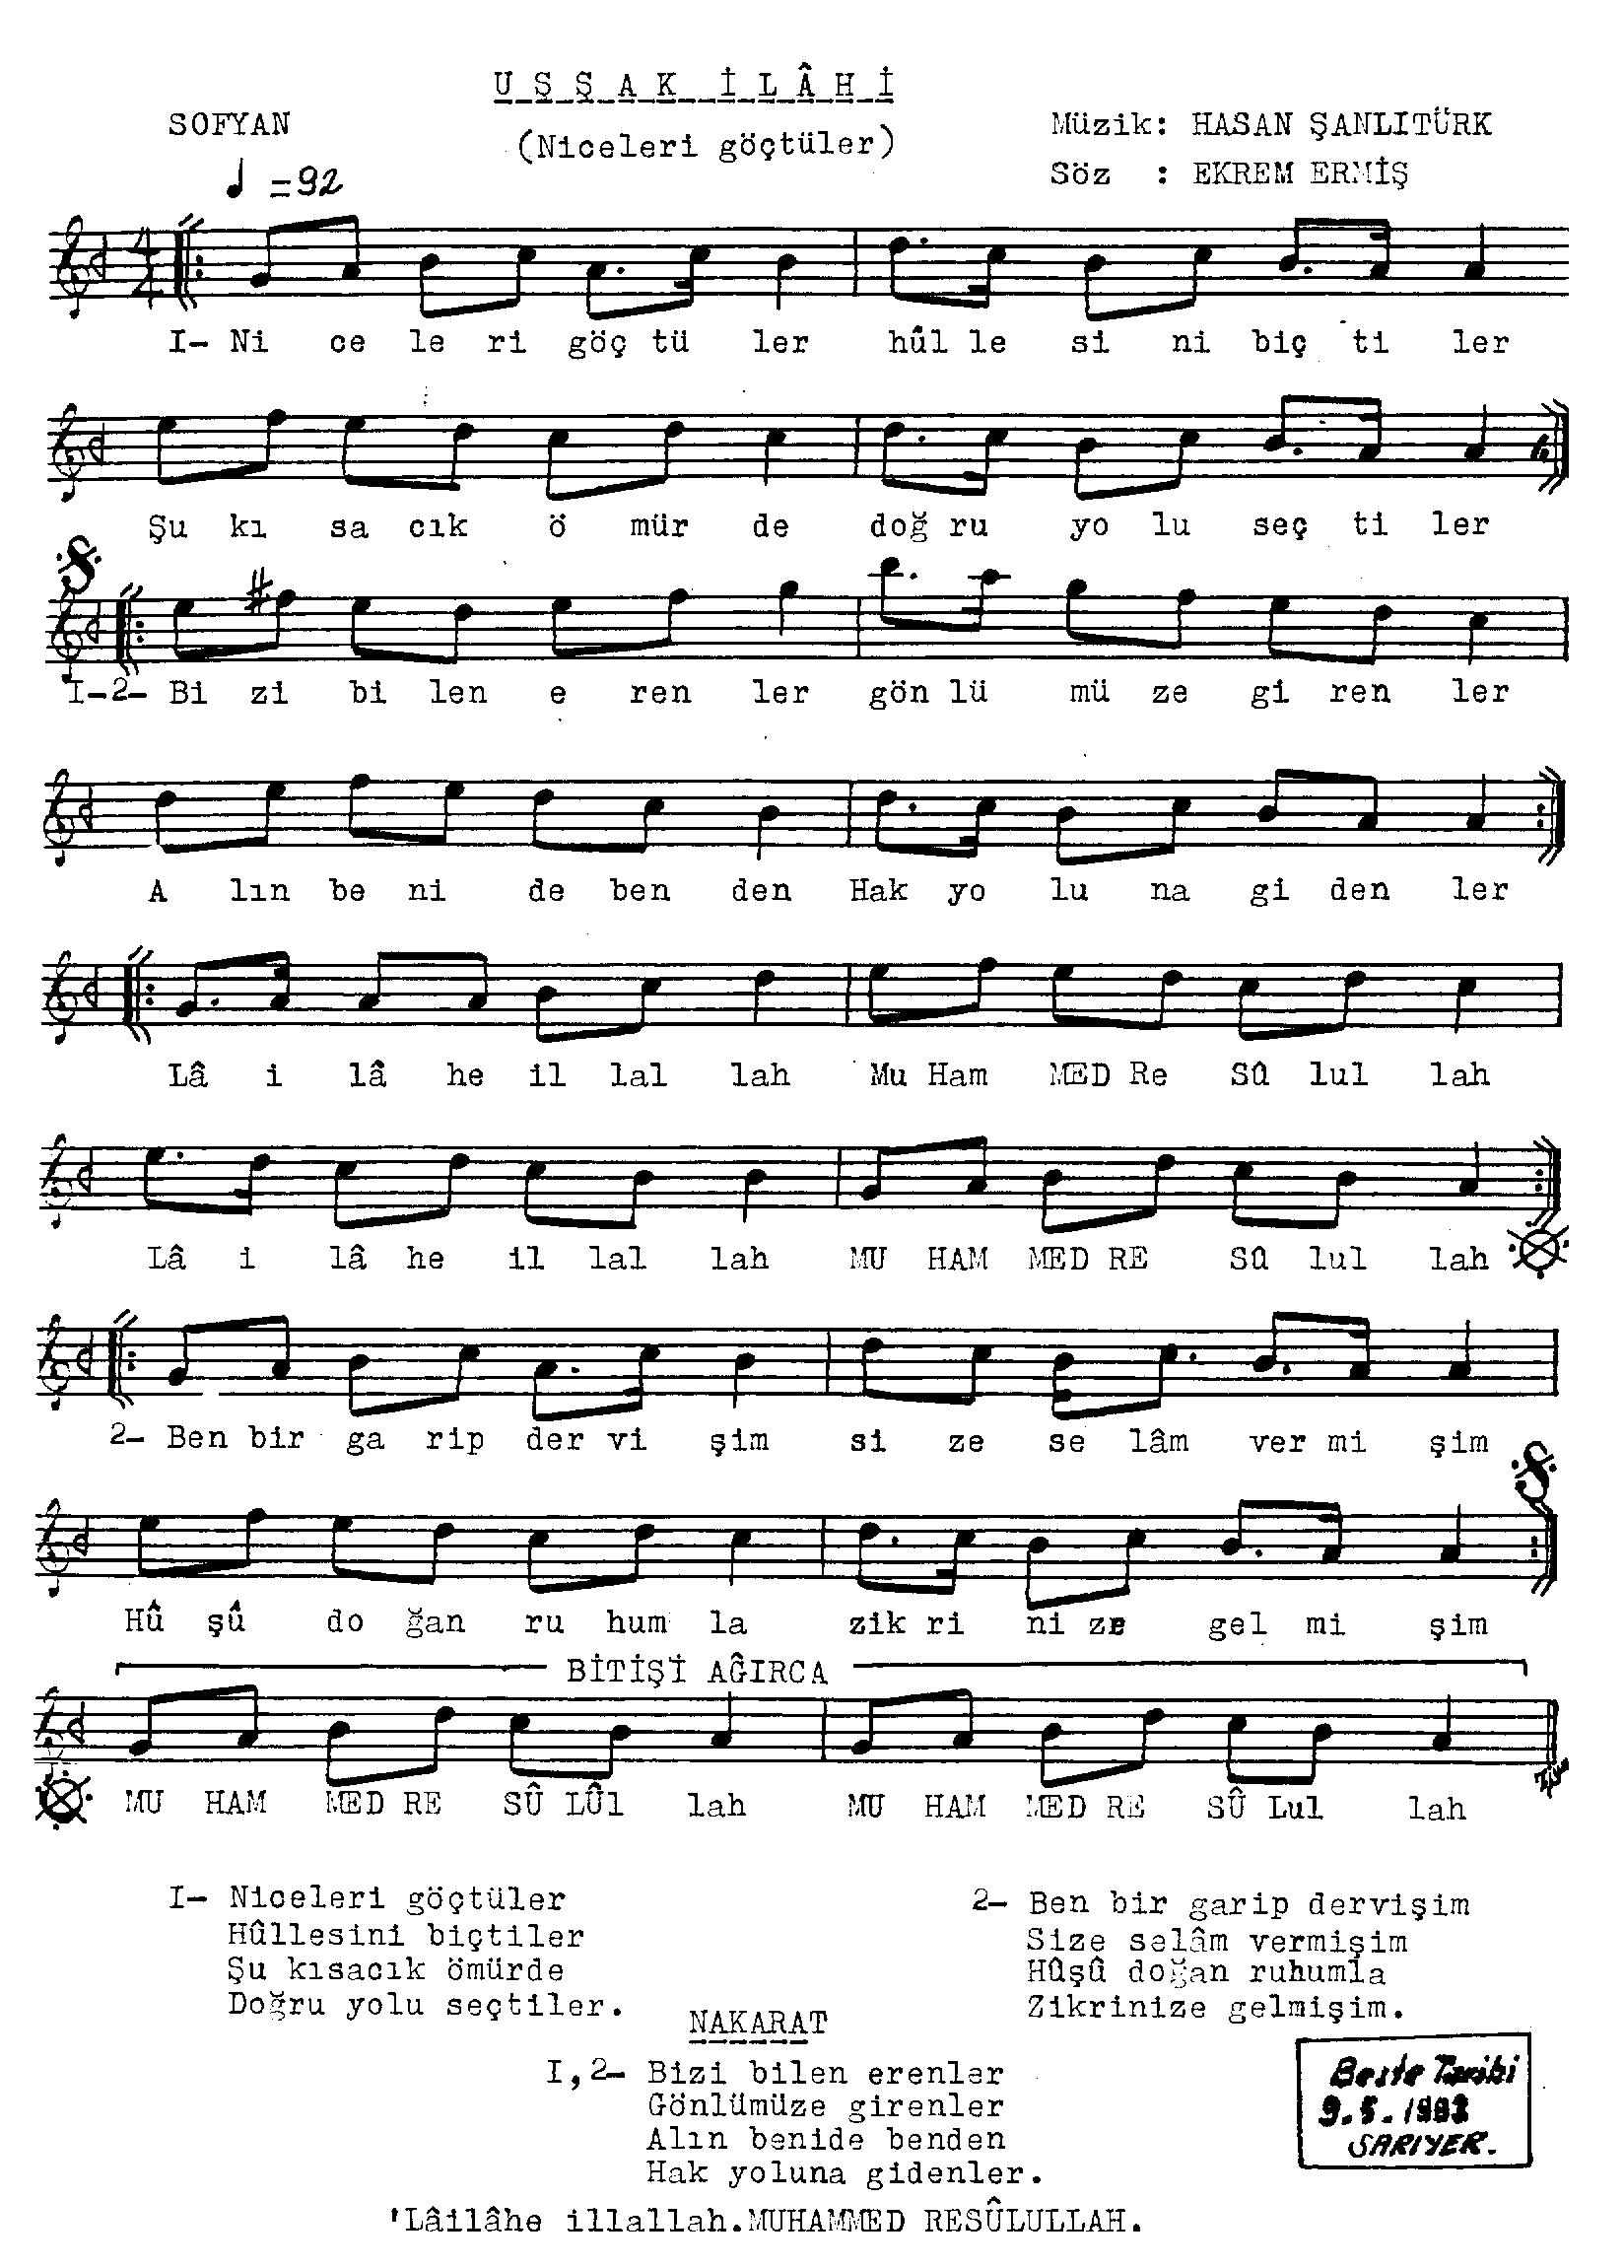 U Ş Ş A K İ L Â H İ
SOFYAN
(Niceleri göçtüler)
Müzik: HASAN ŞANLITÜRK
Söz : EKREM ERMİŞ
=92
4/4
I- Ni ce le ri göç tü ler hûl le si ni biç ti ler
Şu kı sa cık ö mür de doğ ru yo lu seç ti ler
I-2- Bi zi bi len e ren ler gön lü mü ze gi ren ler
A lın be ni de ben den Hak yo lu na gi den ler
Lâ i lâ he il lal lah Mu Ham MED Re Sû lul lah
Lâ i lâ he il lal lah MU HAM MED RE Sû lul lah
2- Ben bir ga rip der vi şim si ze se lâm ver mi şim
Hû şû do ğan ru hum la zik ri ni ze gel mi şim
BİTİŞİ AĞIRCA
MU HAM MED RE SÛ LÛl lah MU HAM MED RE SÛ Lul lah
I- Niceleri göçtüler
Hûllesini biçtiler
Şu kısacık ömürde
Doğru yolu seçtiler.
2- Ben bir garip dervişim
Size selâm vermişim
Hûşû doğan ruhumla
Zikrinize gelmişim.
NAKARAT
I,2- Bizi bilen erenler
Gönlümüze girenler
Alın benide benden
Hak yoluna gidenler.
'Lâilâhe illallah.MUHAMMED RESÛLULLAH.
Beste Tarihi
SARIYER.